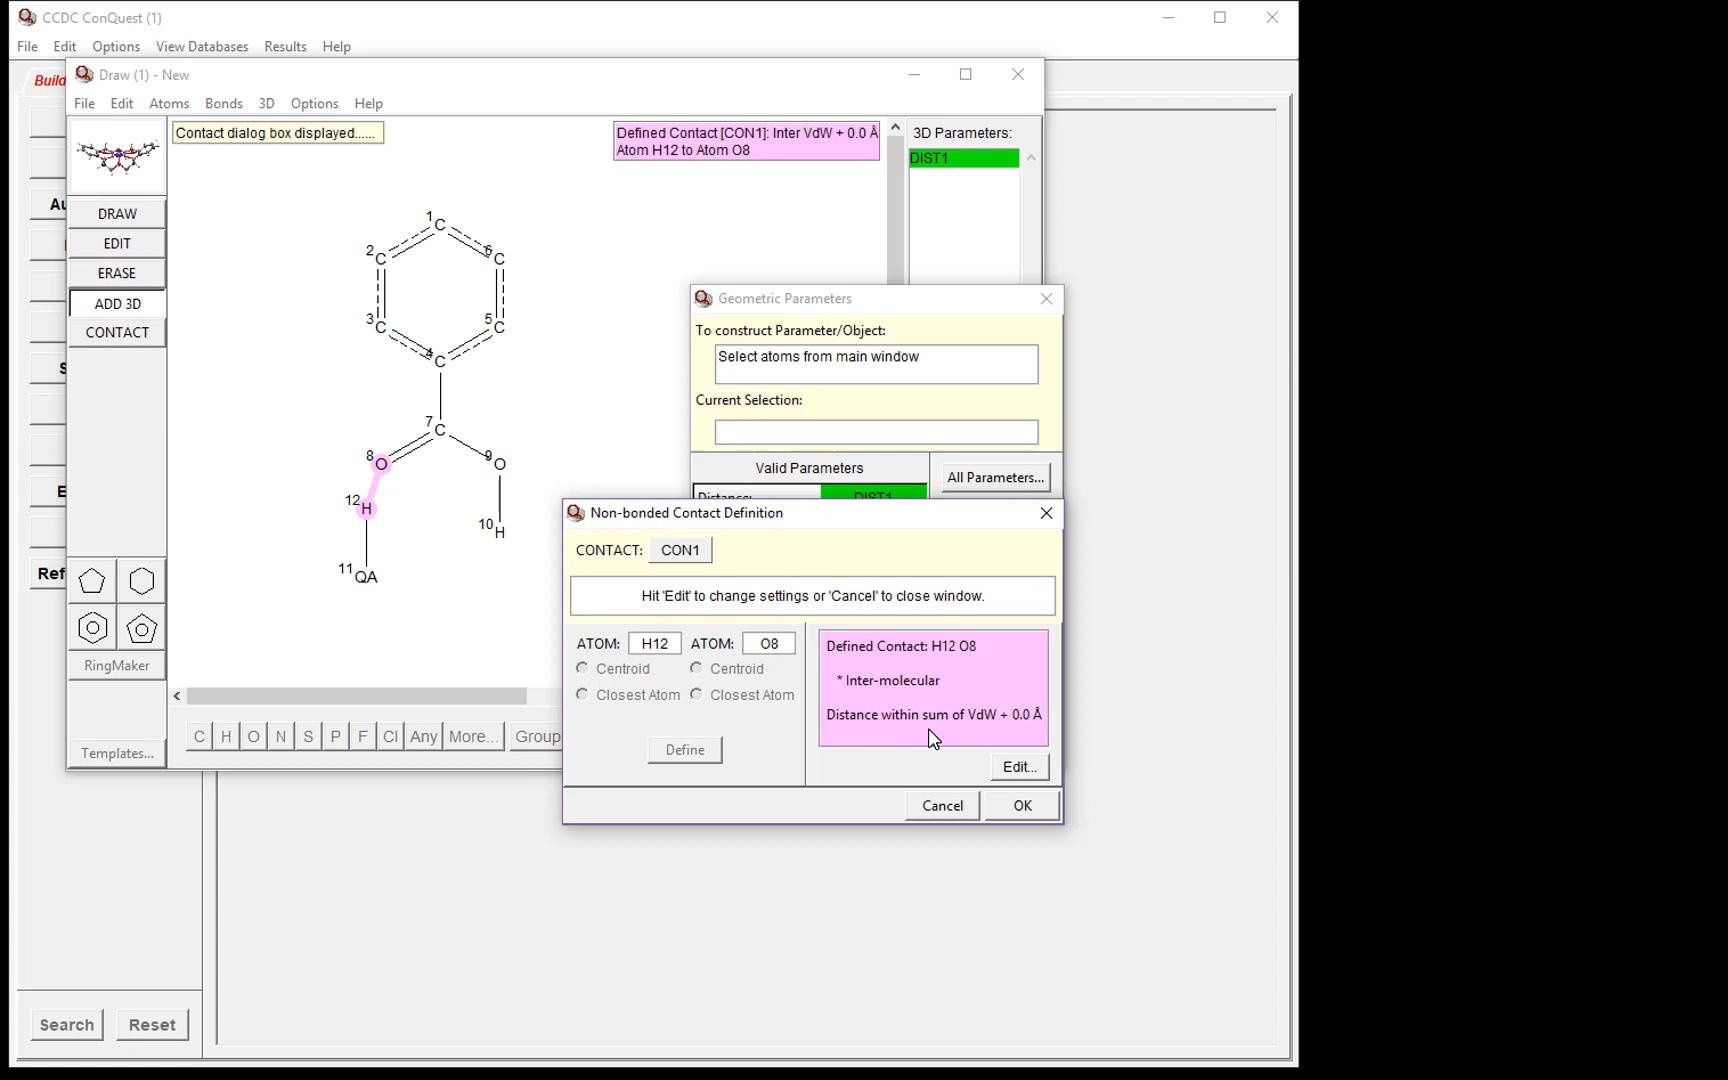 CCDC ConQuest (1)
File Edit Options View Databases Results Help
Build
Draw (1) - New
File Edit Atoms Bonds 3D Options Help
Contact dialog box displayed......
Defined Contact [CON1]: Inter VdW + 0.0 Å
Atom H12 to Atom O8
3D Parameters:
DIST1
DRAW
EDIT
ERASE
ADD 3D
CONTACT
1 C
2 C
6 C
3 C
5 C
4 C
7 C
8 O
9 O
12 H
10 H
11 QA
RingMaker
Templates...
C H O N S P F Cl Any More... Group
Geometric Parameters
To construct Parameter/Object:
Select atoms from main window
Current Selection:
Valid Parameters
All Parameters...
Distance: DIST1
Non-bonded Contact Definition
CONTACT: CON1
Hit 'Edit' to change settings or 'Cancel' to close window.
ATOM: H12 ATOM: O8
Centroid Centroid
Closest Atom Closest Atom
Define
Defined Contact: H12 O8
* Inter-molecular
Distance within sum of VdW + 0.0 Å
Edit...
Cancel OK
Search Reset